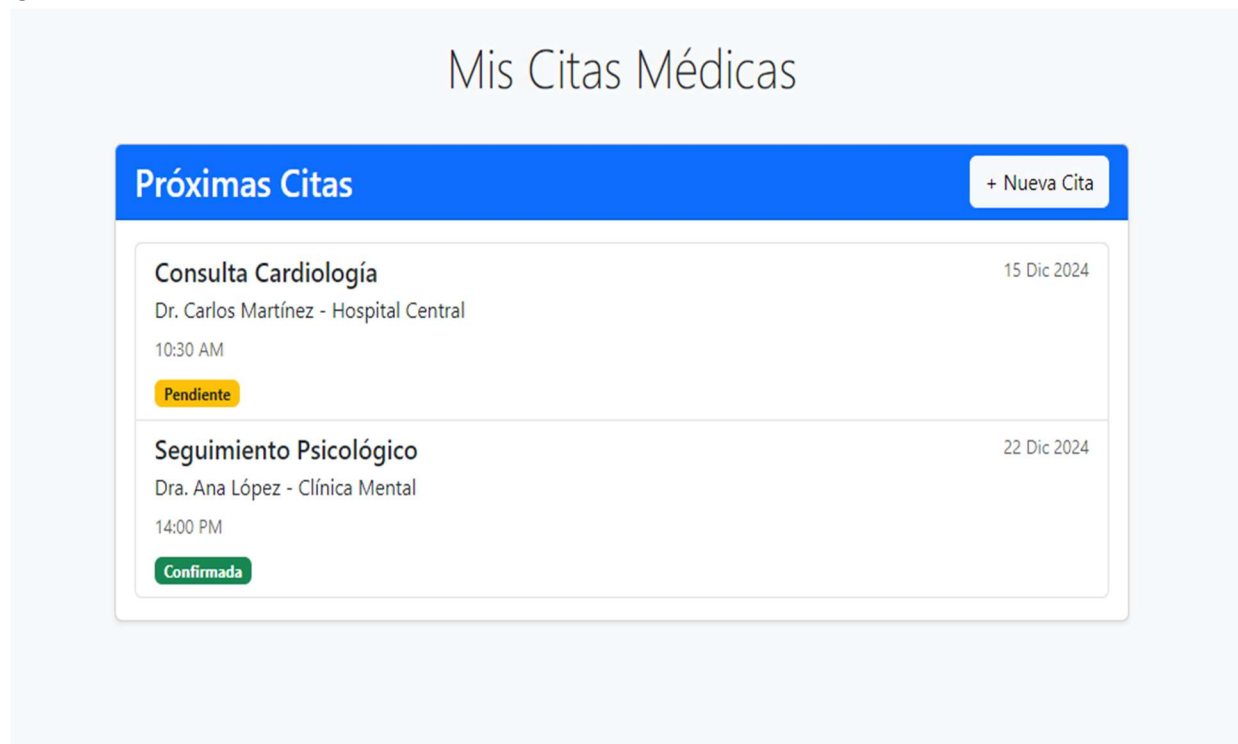 Mis Citas Médicas
Próximas Citas
+ Nueva Cita
Consulta Cardiología
15 Dic 2024
Dr. Carlos Martínez - Hospital Central
10:30 AM
Pendiente
Seguimiento Psicológico
22 Dic 2024
Dra. Ana López - Clínica Mental
14:00 PM
Confirmada